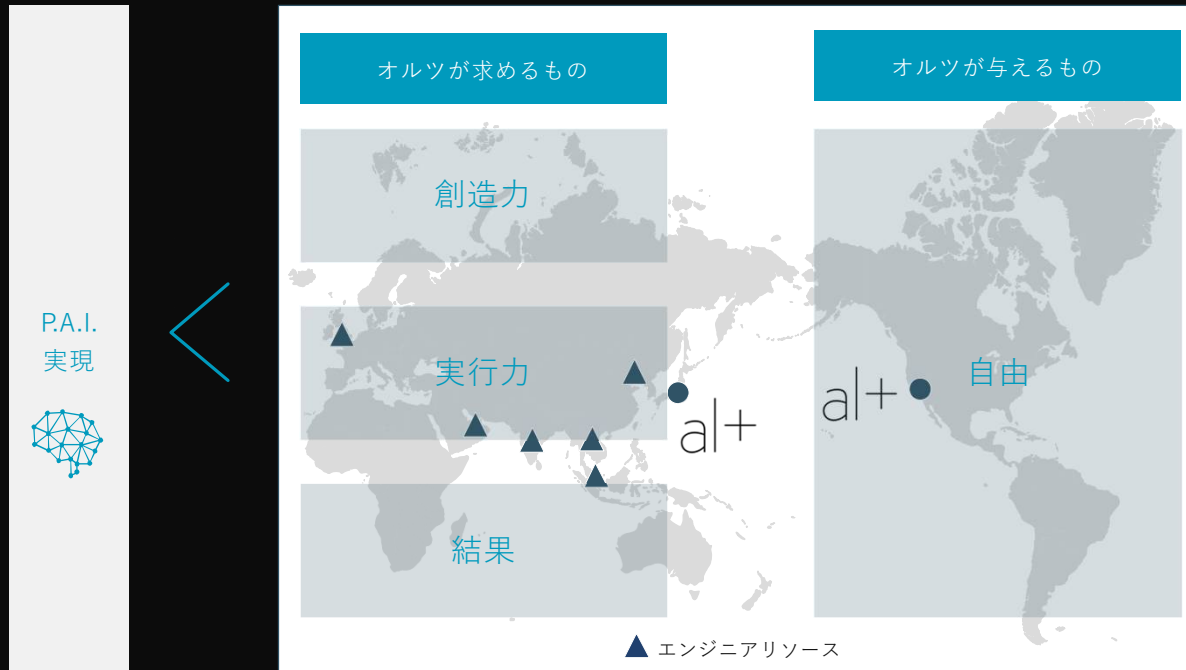 オルツが求めるもの
オルツが与えるもの
創造力
P.A.I.
実現
実行力
自由
al+
al+
結果
エンジニアリソース